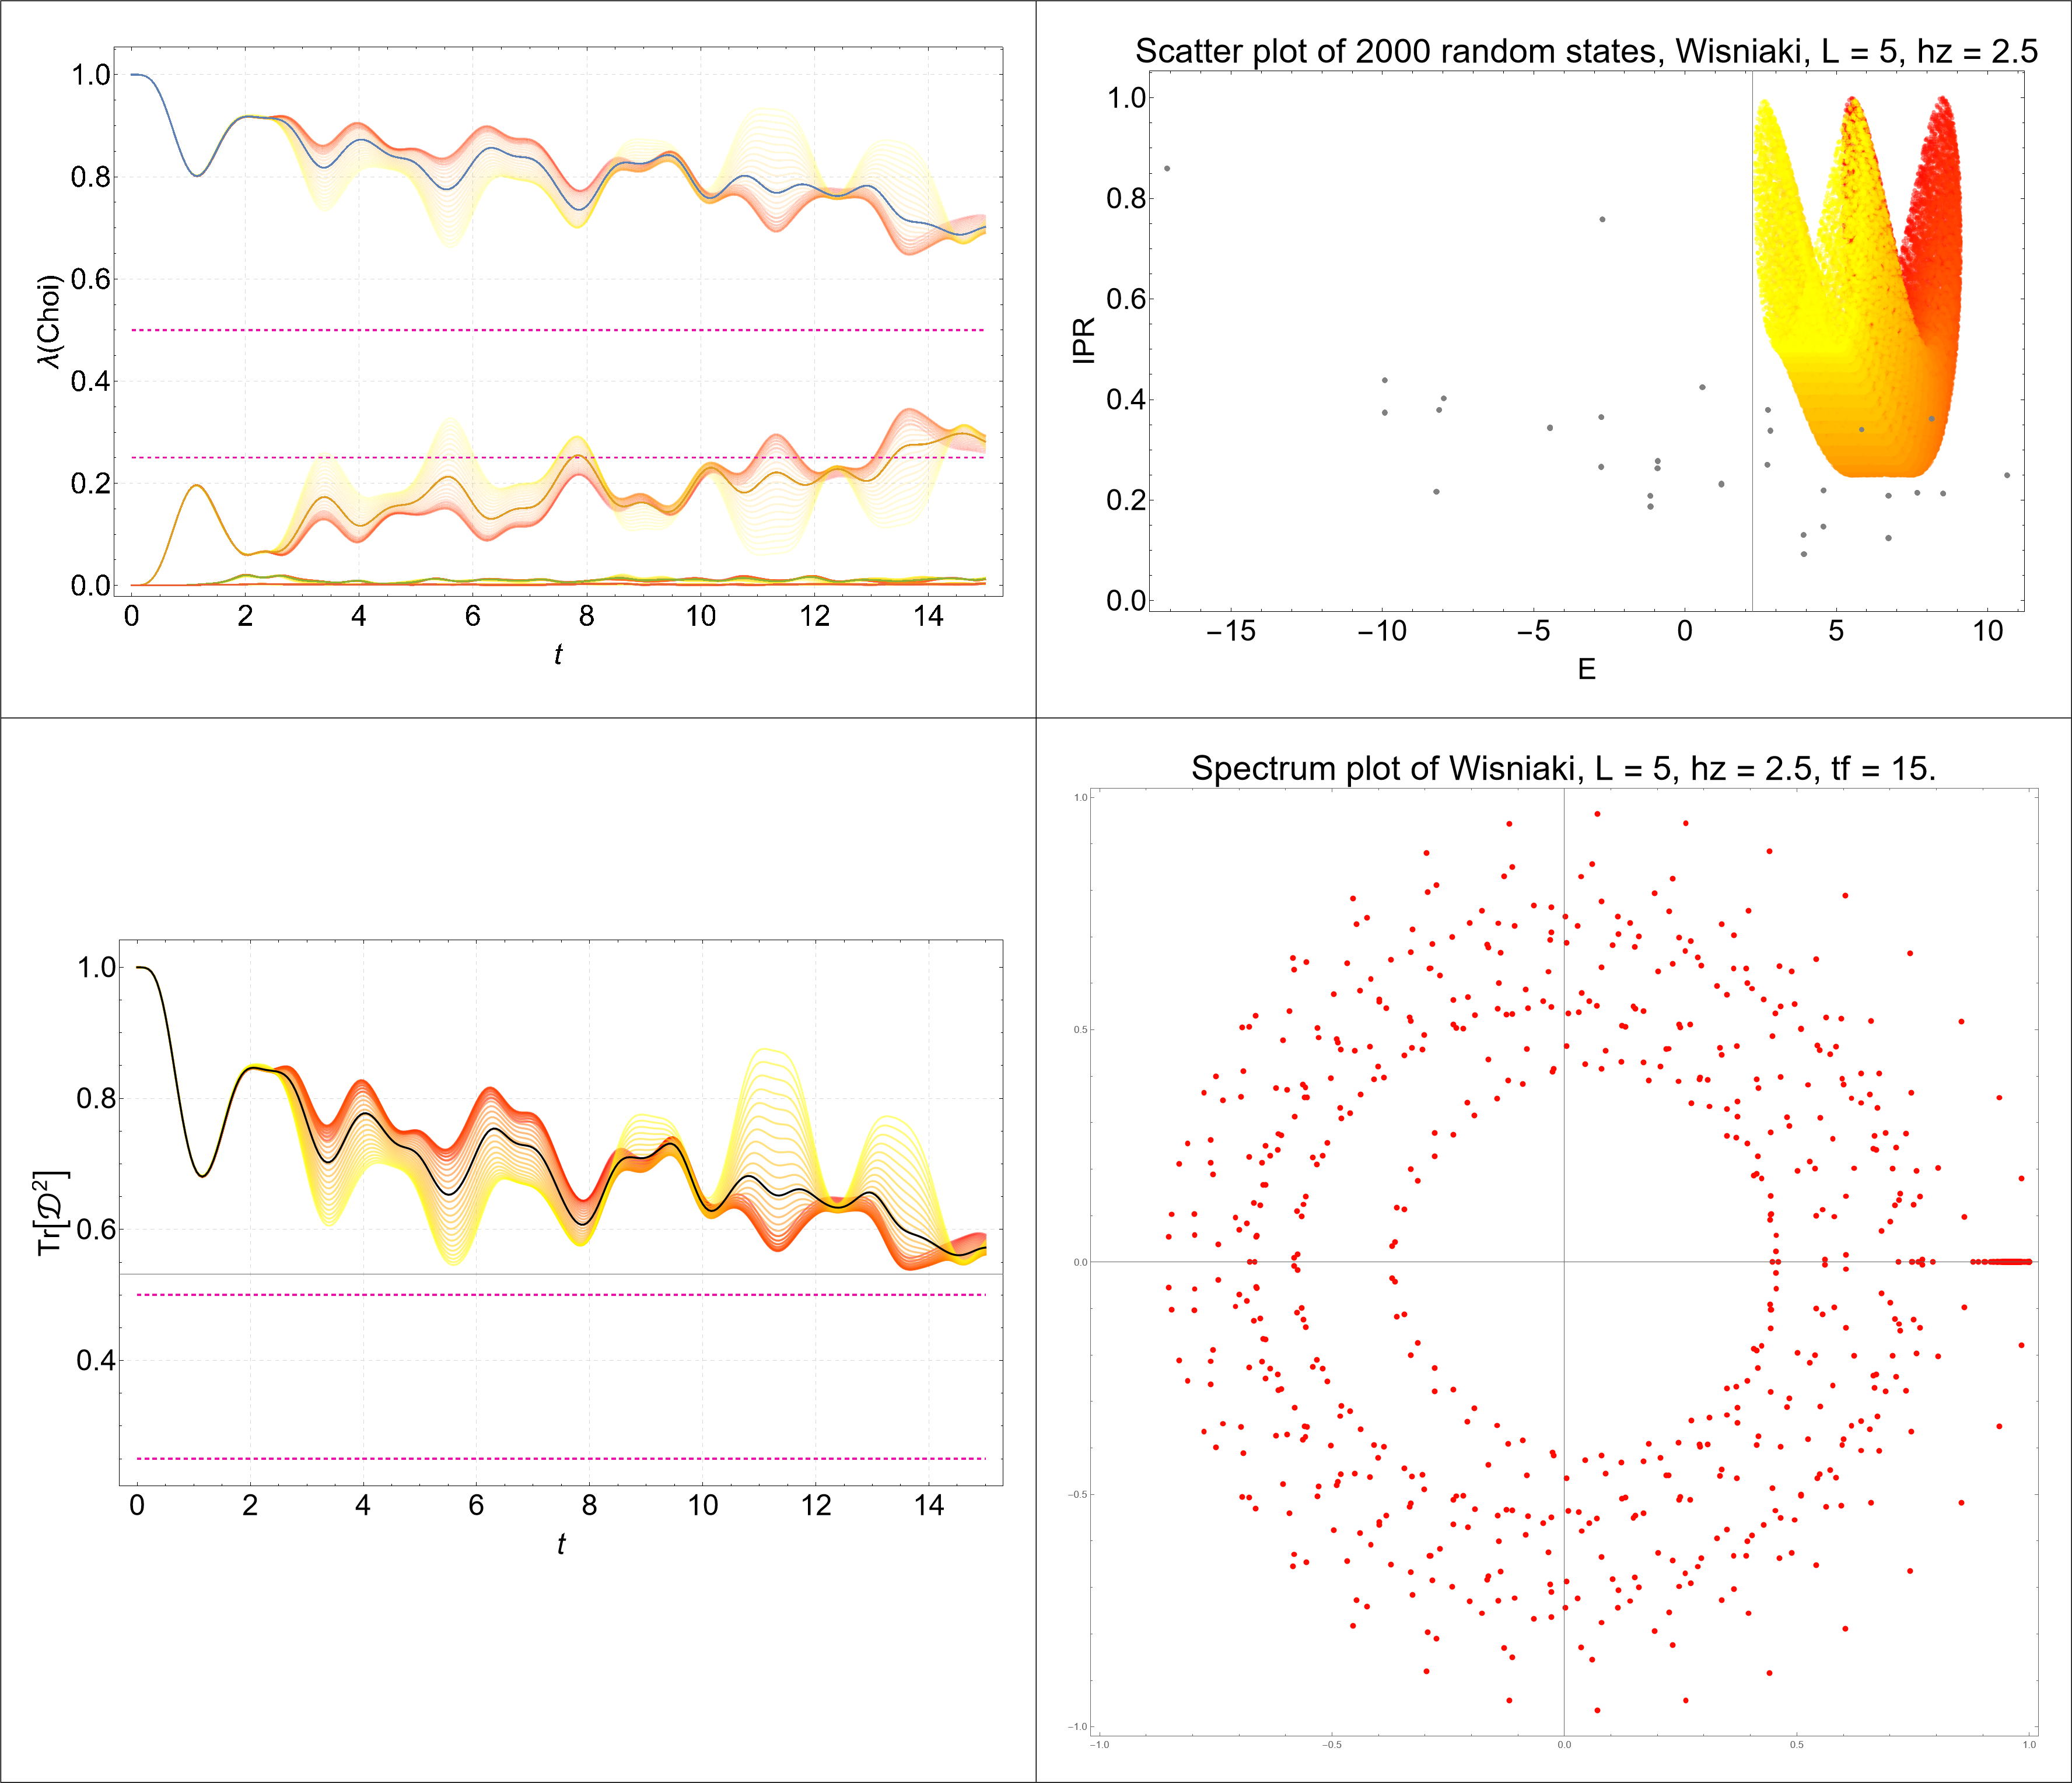 1.0
0.8
0.6
0.4
0.2
0.0
λ(Choi)
0 2 4 6 8 10 12 14
t
Scatter plot of 2000 random states, Wisniaki, L = 5, hz = 2.5
1.0
0.8
0.6
0.4
0.2
0.0
IPR
−15 −10 −5 0 5 10
E
1.0
0.8
0.6
0.4
Tr[𝒟²]
0 2 4 6 8 10 12 14
t
Spectrum plot of Wisniaki, L = 5, hz = 2.5, tf = 15.
1.0
0.5
0.0
−0.5
−1.0
−1.0 −0.5 0.0 0.5 1.0